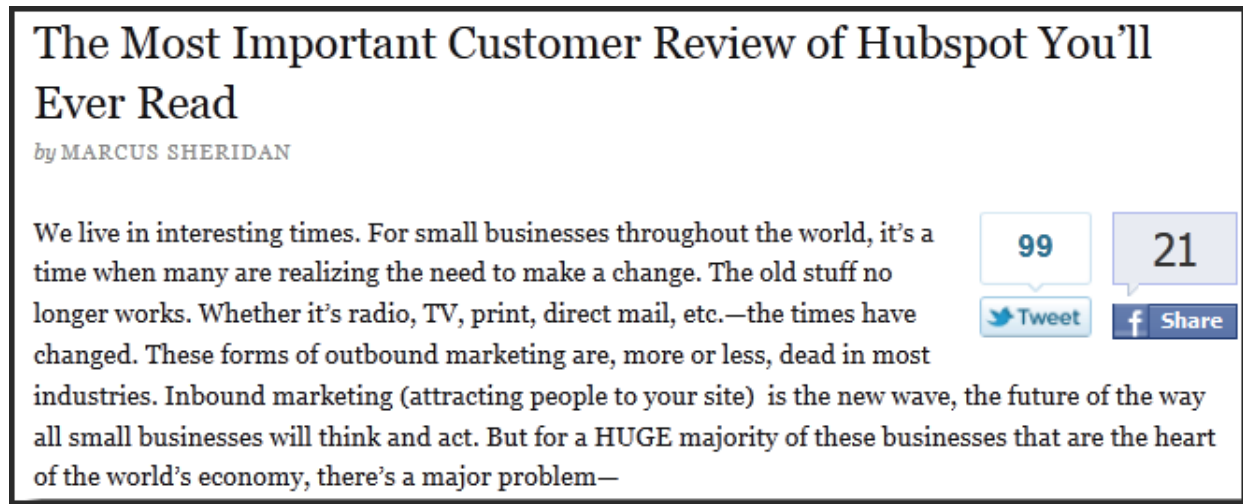 The Most Important Customer Review of Hubspot You’ll
Ever Read
by MARCUS SHERIDAN
We live in interesting times. For small businesses throughout the world, it’s a
time when many are realizing the need to make a change. The old stuff no
longer works. Whether it’s radio, TV, print, direct mail, etc.—the times have
changed. These forms of outbound marketing are, more or less, dead in most
industries. Inbound marketing (attracting people to your site)  is the new wave, the future of the way
all small businesses will think and act. But for a HUGE majority of these businesses that are the heart
of the world’s economy, there’s a major problem—
99
Tweet
21
f Share